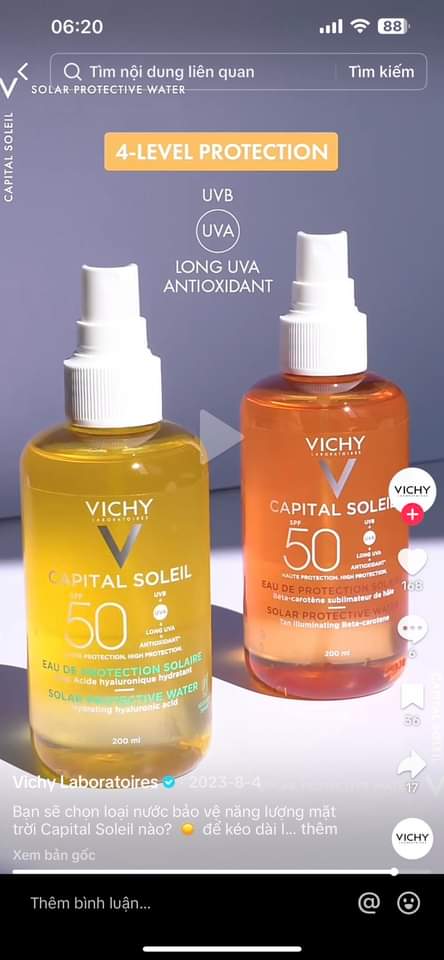 06:20
88
Tìm nội dung liên quan
Tìm kiếm
SOLAR PROTECTIVE WATER
CAPITAL SOLEIL
4-LEVEL PROTECTION
UVB
UVA
LONG UVA
ANTIOXIDANT
VICHY
LABORATOIRES
CAPITAL SOLEIL
SPF
50
UVB
UVA
LONG UVA
ANTIOXIDANT*
HAUTE PROTECTION, HIGH PROTECTION.
EAU DE PROTECTION SOLAIRE
Acide hyaluronique hydratant
SOLAR PROTECTIVE WATER
Hydrating hyaluronic acid
200 ml
VICHY
LABORATOIRES
CAPITAL SOLEIL
SPF
50
UVB
UVA
LONG UVA
ANTIOXIDANT*
HAUTE PROTECTION, HIGH PROTECTION.
EAU DE PROTECTION SOLAIRE
Bêta-carotène sublimateur de hâle
SOLAR PROTECTIVE WATER
Tan Illuminating Beta-carotene
200 ml
VICHY
LABORATOIRES
168
6
36
17
Vichy Laboratoires · 2023-8-4
Bạn sẽ chọn loại nước bảo vệ năng lượng mặt
trời Capital Soleil nào? để kéo dài l... thêm
Xem bản gốc
VICHY
LABORATOIRES
Thêm bình luận...
@